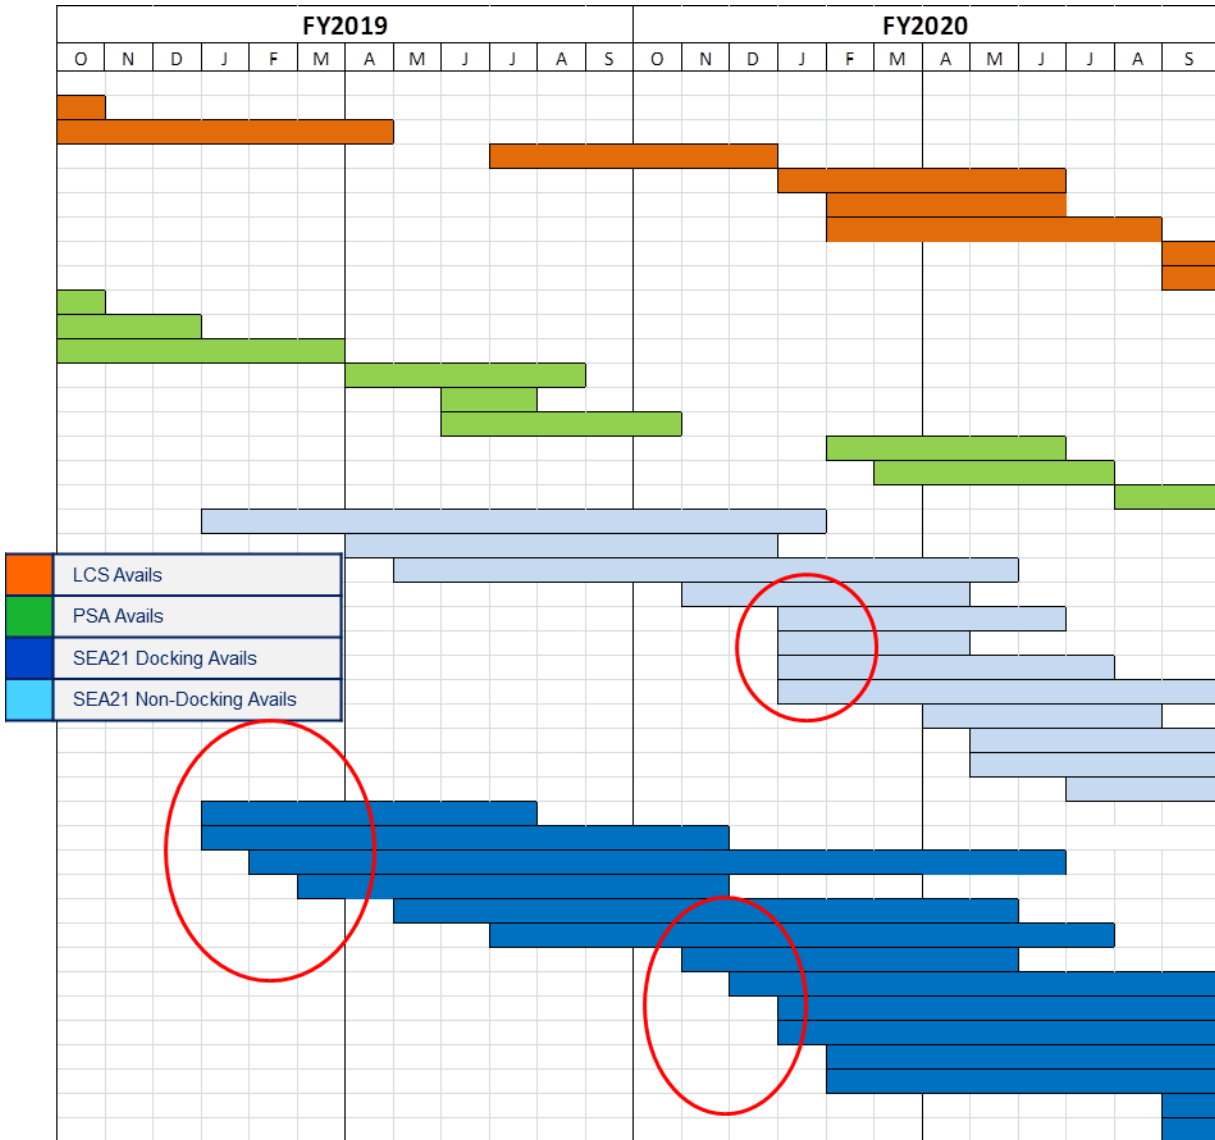 FY2019 FY2020
O N D J F M A M J J A S O N D J F M A M J J A S
LCS Avails
PSA Avails
SEA21 Docking Avails
SEA21 Non-Docking Avails